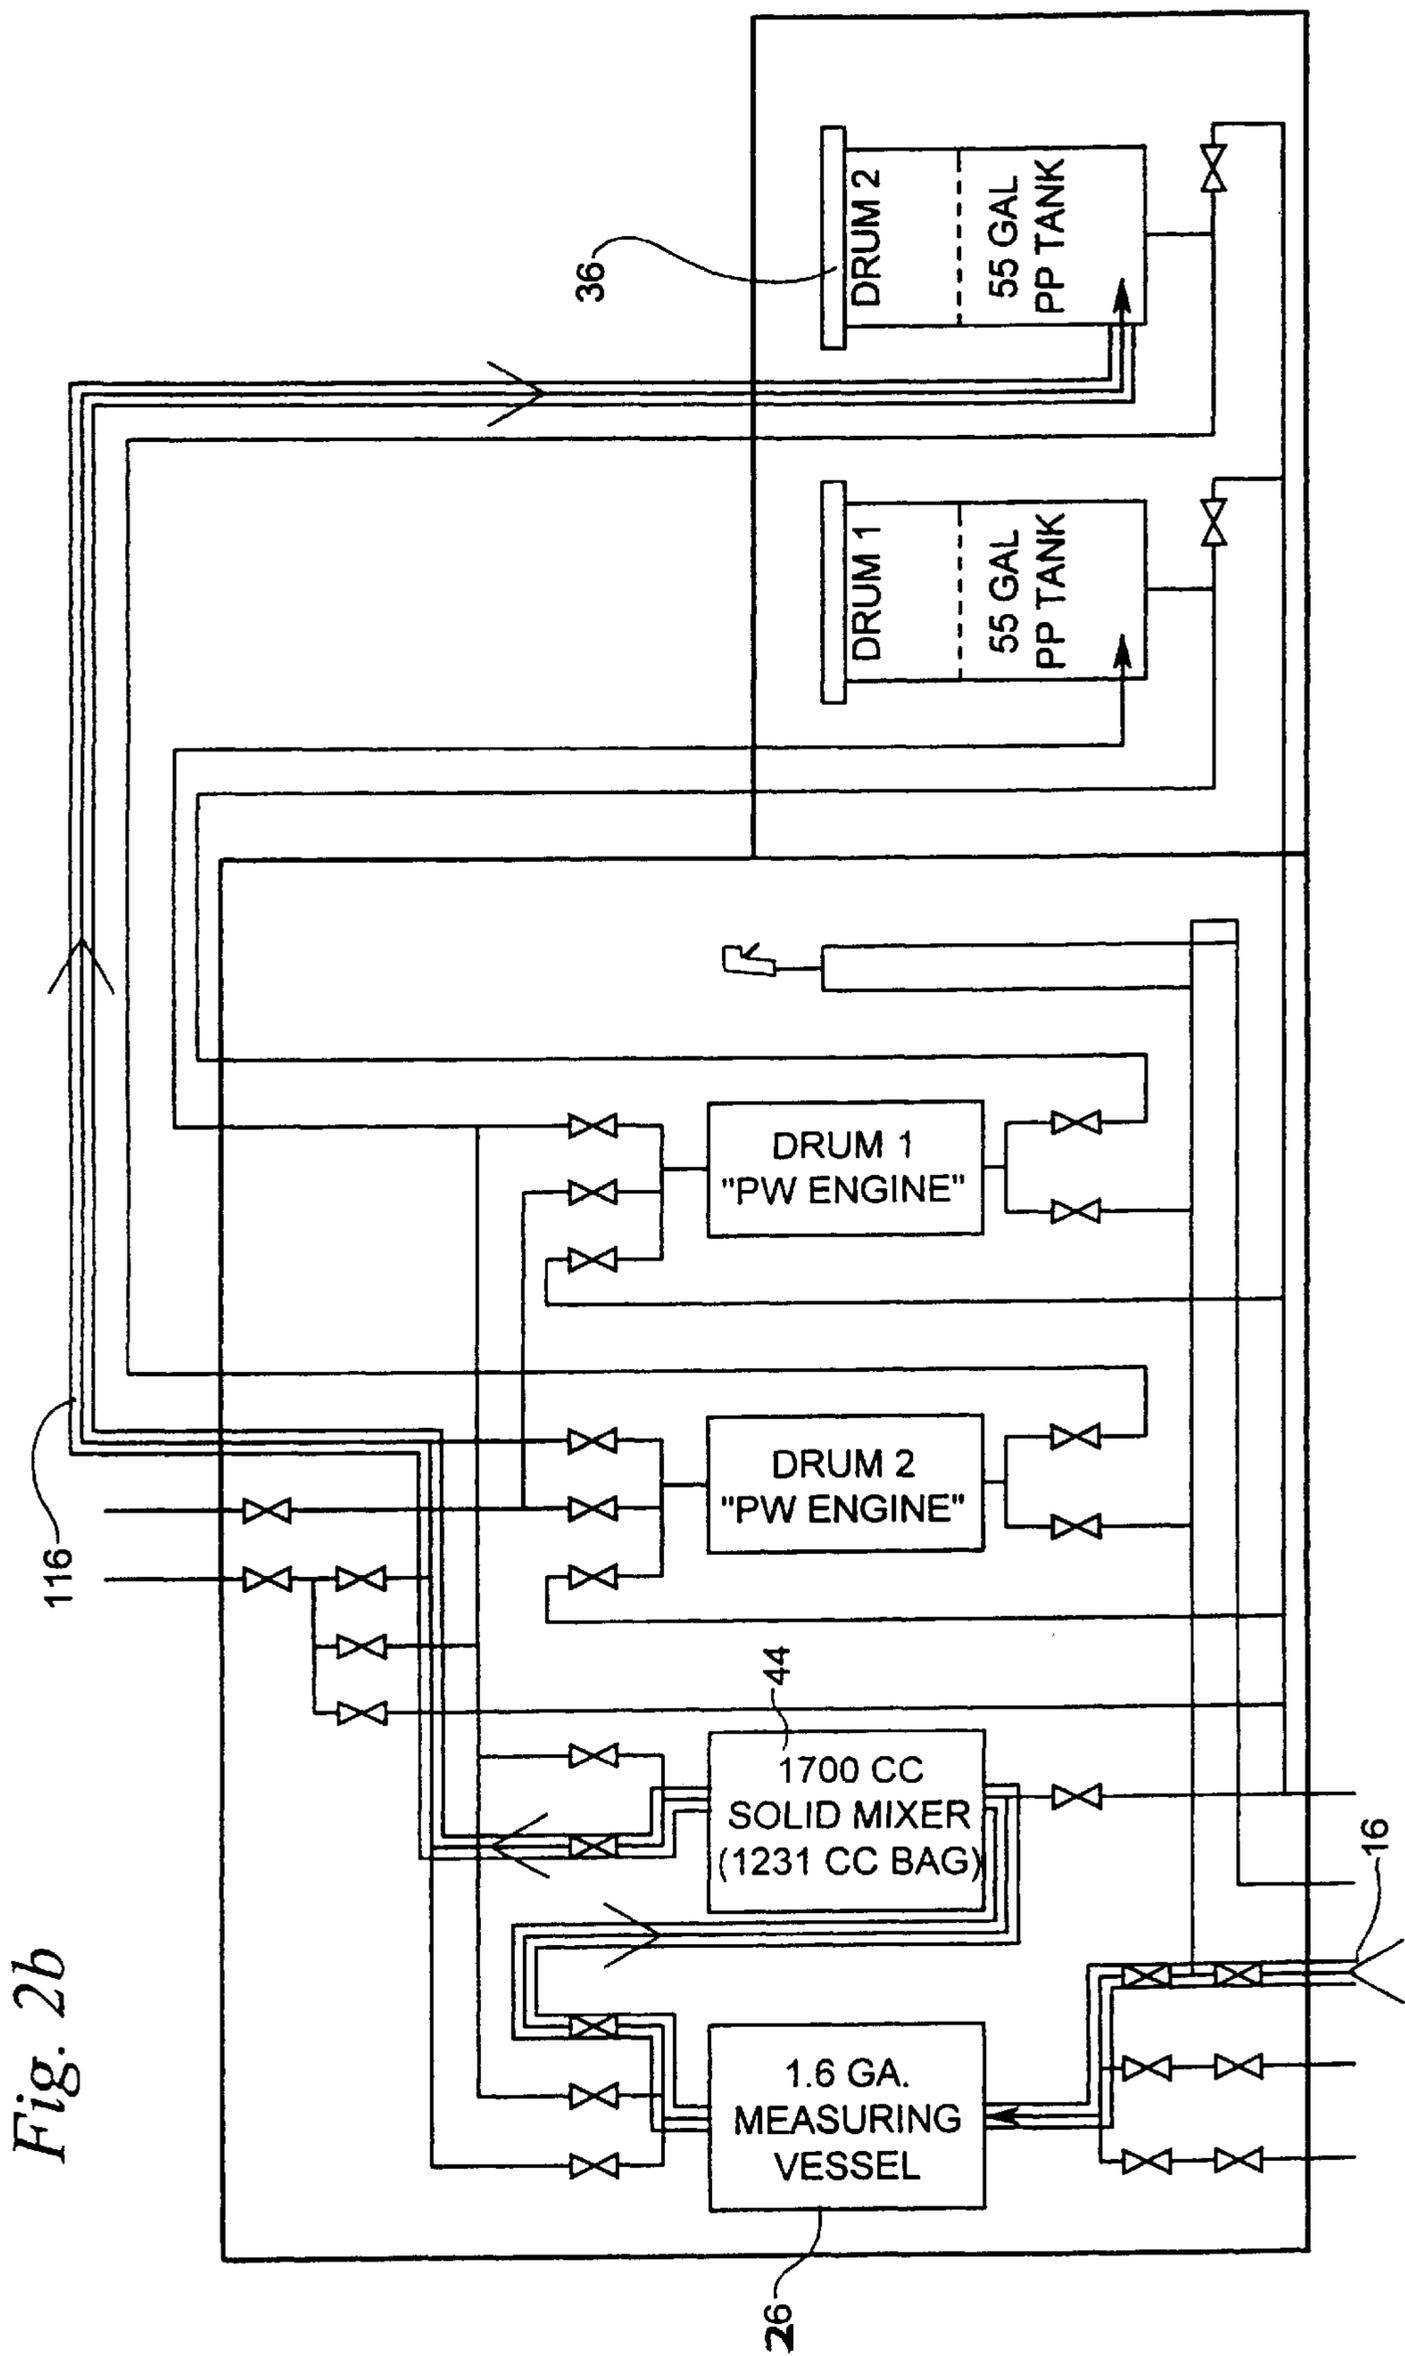 Fig. 2b
116
36
DRUM 2
55 GAL
PP TANK
DRUM 1
55 GAL
PP TANK
DRUM 1
"PW ENGINE"
DRUM 2
"PW ENGINE"
44
1700 CC
SOLID MIXER
(1231 CC BAG)
1.6 GA.
MEASURING
VESSEL
26
16